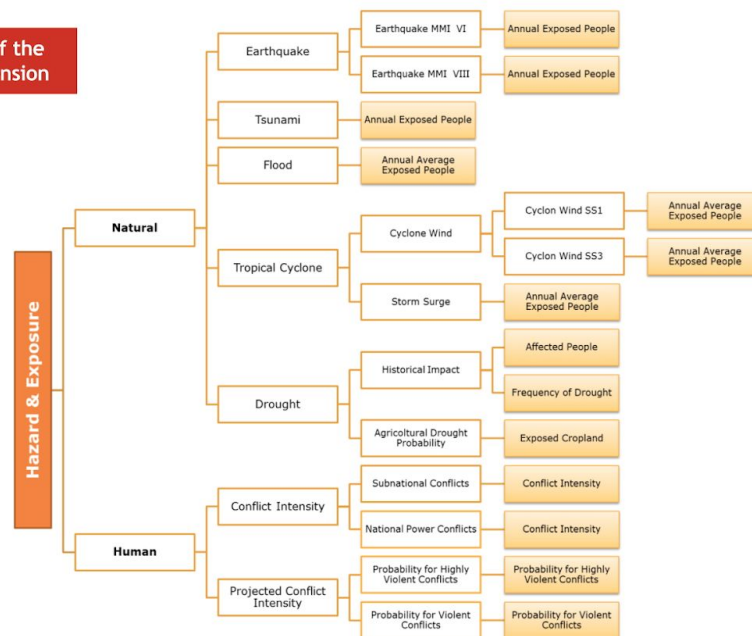 f the
nsion
Earthquake
Earthquake MMI VI
Annual Exposed People
Earthquake MMI VIII
Annual Exposed People
Tsunami
Annual Exposed People
Flood
Annual Average
Exposed People
Natural
Tropical Cyclone
Cyclone Wind
Cyclon Wind SS1
Annual Average
Exposed People
Cyclon Wind SS3
Annual Average
Exposed People
Storm Surge
Annual Average
Exposed People
Hazard & Exposure
Drought
Historical Impact
Affected People
Frequency of Drought
Agricoltural Drought
Probability
Exposed Cropland
Human
Conflict Intensity
Subnational Conflicts
Conflict Intensity
National Power Conflicts
Conflict Intensity
Projected Conflict
Intensity
Probability for Highly
Violent Conflicts
Probability for Highly
Violent Conflicts
Probability for Violent
Conflicts
Probability for Violent
Conflicts